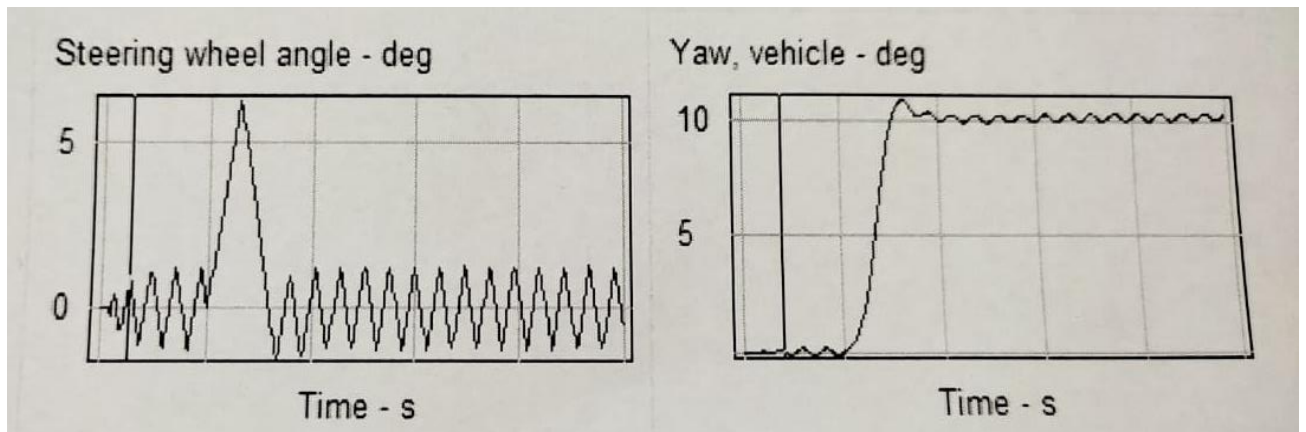 Steering wheel angle - deg
5
0
Time - s
Yaw, vehicle - deg
10
5
Time - s